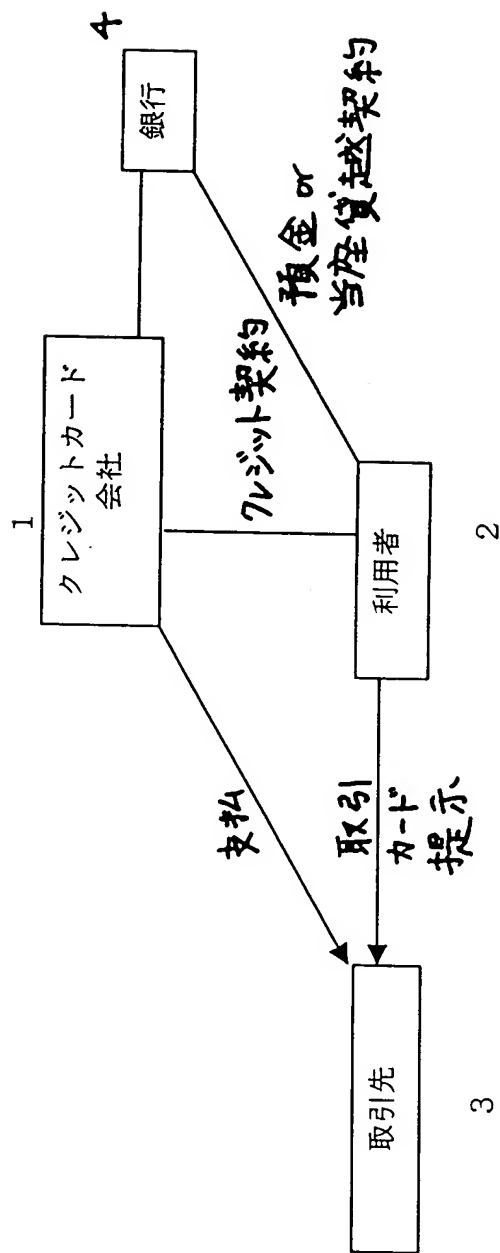 1
クレジットカード
会社
4
銀行
支払
クレジット契約
預金 or
当座貸越契約
取引先
3
取引
カード
提示
利用者
2